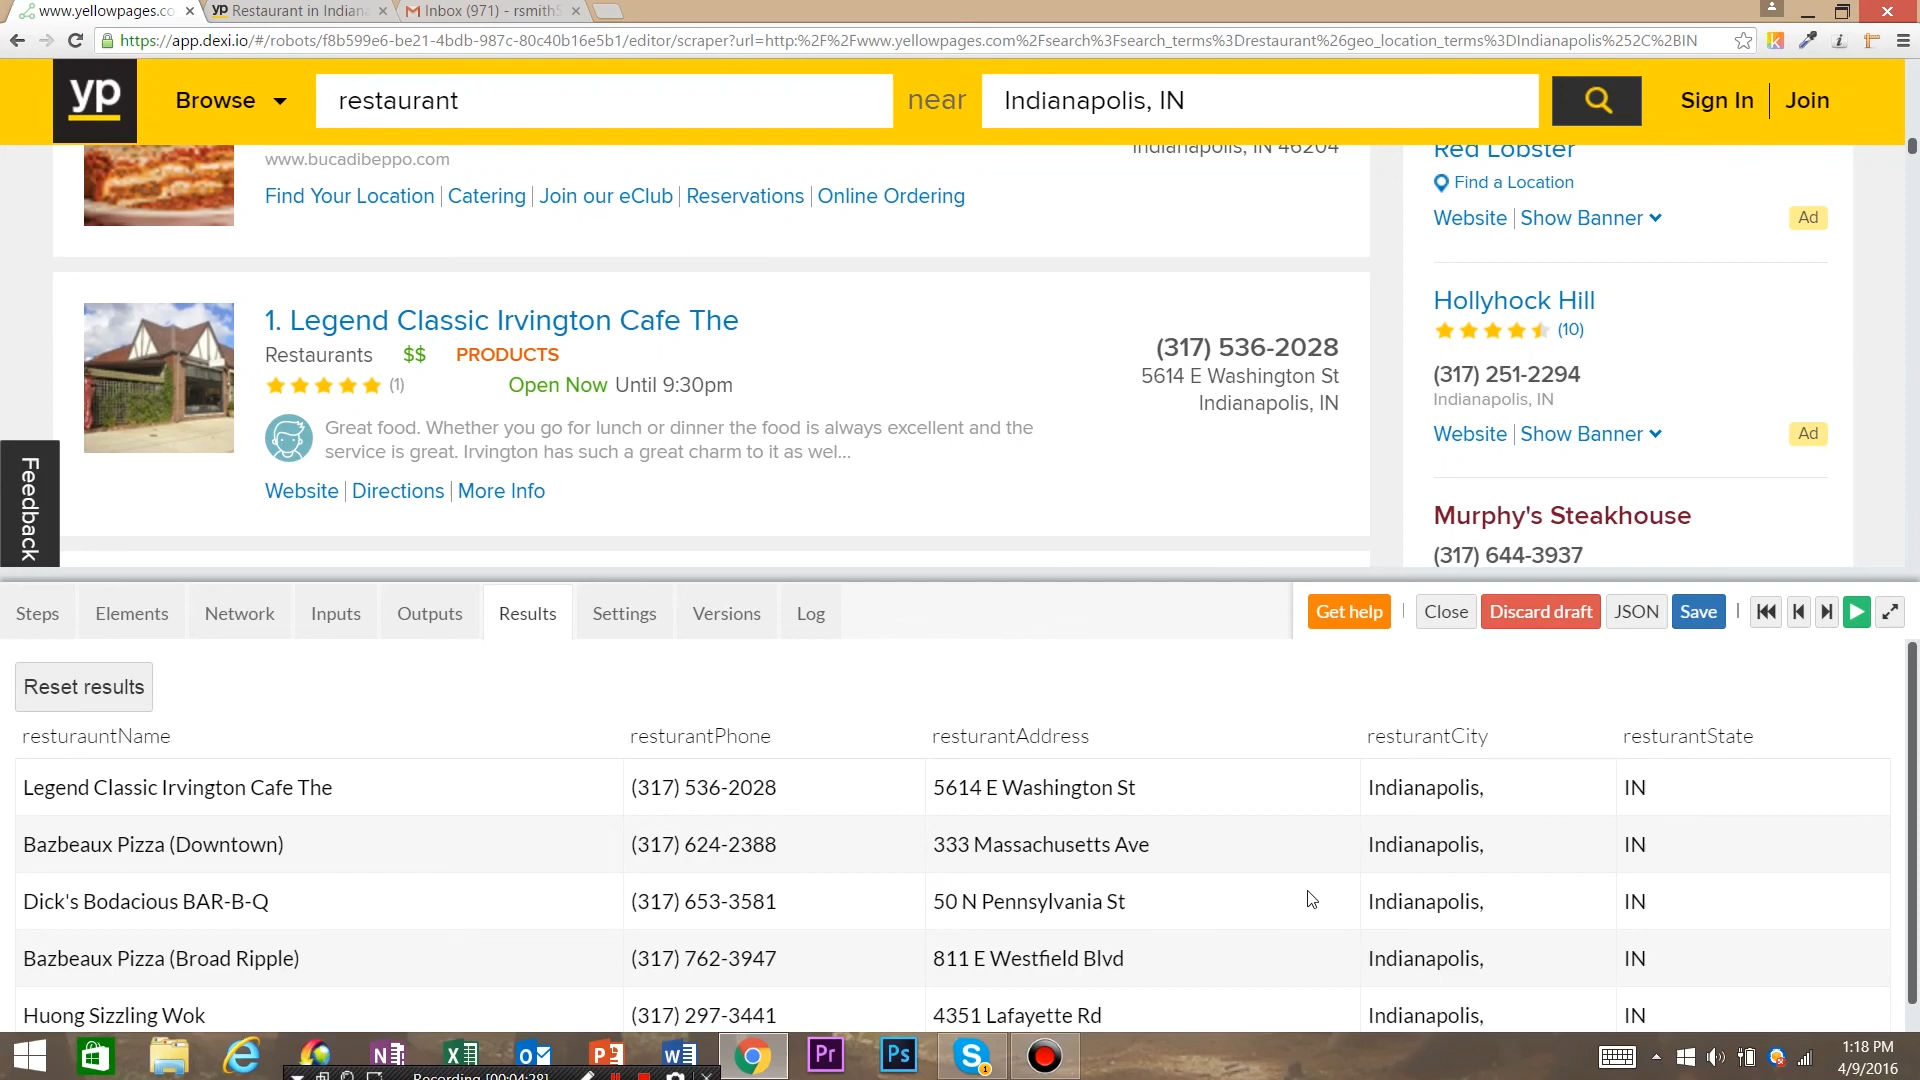 www.yellowpages.co
Restaurant in Indian
Inbox (971) - rsmith
https://app.dexi.io/#/robots/f8b599e6-be21-4bdb-987c-80c40b16e5b1/editor/scraper?url=http:%2F%2Fwww.yellowpages.com%2Fsearch%3Fsearch_terms%3Drestaurant%26geo_location_terms%3DIndianapolis%252C%2BIN
yp Browse restaurant near Indianapolis, IN Sign In Join
www.bucadibeppo.com
Indianapolis, IN 46204
Find Your Location Catering Join our eClub Reservations Online Ordering
1. Legend Classic Irvington Cafe The
Restaurants $$ PRODUCTS
(1) Open Now Until 9:30pm
Great food. Whether you go for lunch or dinner the food is always excellent and the
service is great. Irvington has such a great charm to it as wel...
Website Directions More Info
(317) 536-2028
5614 E Washington St
Indianapolis, IN
Red Lobster
Find a Location
Website Show Banner Ad
Hollyhock Hill
(10)
(317) 251-2294
Indianapolis, IN
Website Show Banner Ad
Murphy's Steakhouse
(317) 644-3937
Feedback
Steps Elements Network Inputs Outputs Results Settings Versions Log Get help Close Discard draft JSON Save
Reset results
resturauntName resturantPhone resturantAddress resturantCity resturantState
Legend Classic Irvington Cafe The (317) 536-2028 5614 E Washington St Indianapolis, IN
Bazbeaux Pizza (Downtown) (317) 624-2388 333 Massachusetts Ave Indianapolis, IN
Dick's Bodacious BAR-B-Q (317) 653-3581 50 N Pennsylvania St Indianapolis, IN
Bazbeaux Pizza (Broad Ripple) (317) 762-3947 811 E Westfield Blvd Indianapolis, IN
Huong Sizzling Wok (317) 297-3441 4351 Lafayette Rd Indianapolis, IN
Recording [00:04:28]
Pr
Ps
1:18 PM
4/9/2016